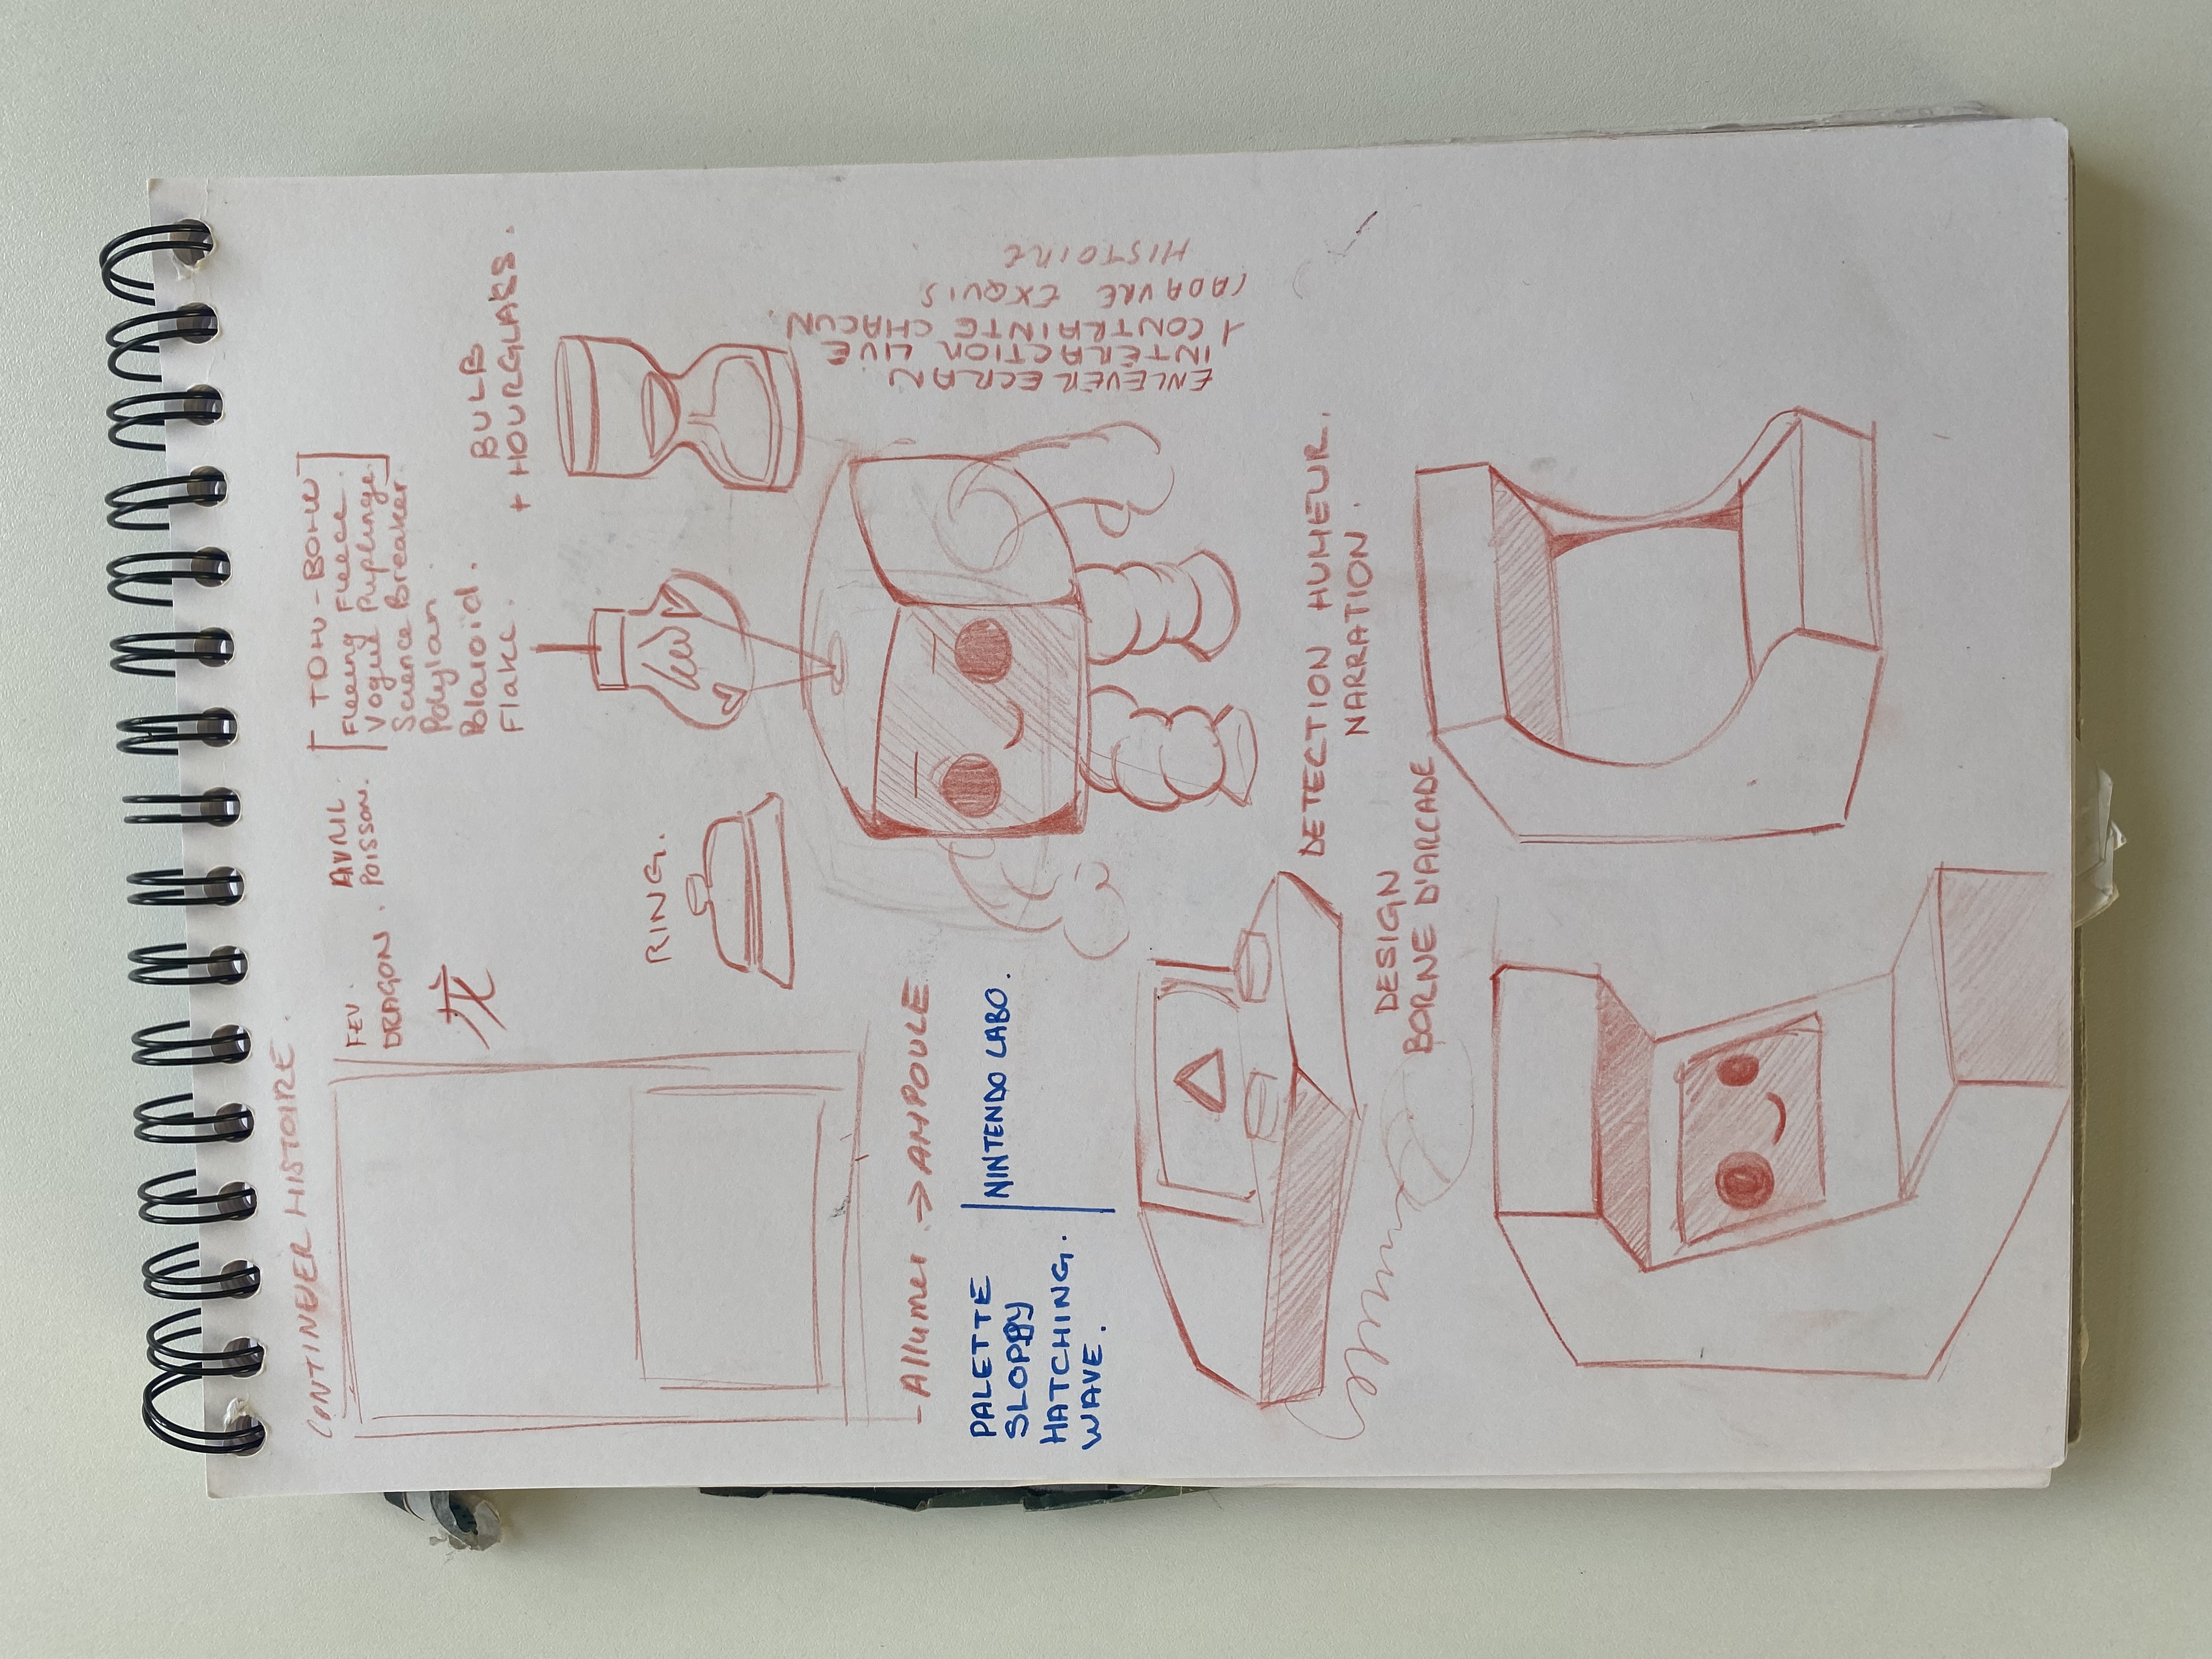 CONTINUER HISTOIRE.
FEV.
DRAGON.
龙
AVRIL
POISSON.
TOHU-BOHU
Fleeing Fleece.
Vogue Puplinge.
Science Breaker.
Polylan.
Polaroid.
Flake.
BULB
+ HOURGLASS.
RING.
- Allumer -> AMPOULE
PALETTE
SLOPPY
HATCHING.
WAVE.
NINTENDO LABO.
ENLEVER ECRAN.
INTERACTION LIVE.
1 CONTRAINTE CHACUN.
CADAVRE EXQUIS
HISTOIRE
DETECTION HUMEUR.
NARRATION.
DESIGN
BORNE D'ARCADE